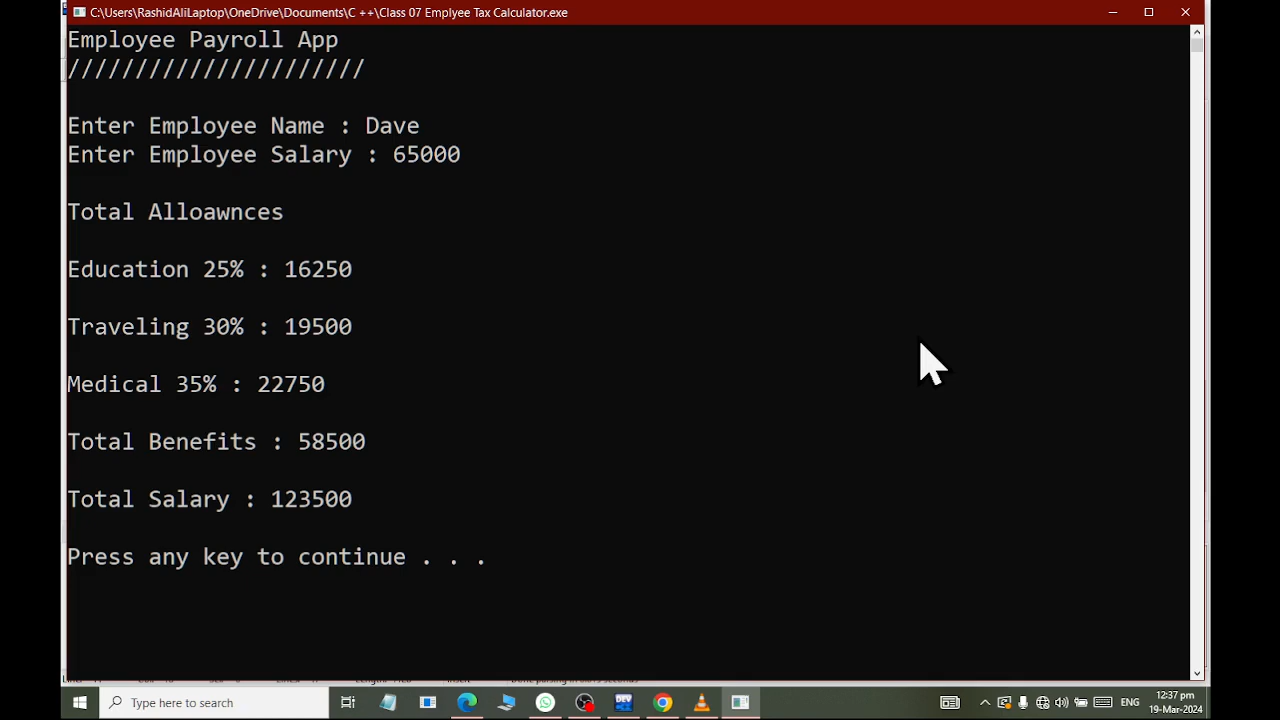 C:\Users\RashidAliLaptop\OneDrive\Documents\C ++\Class 07 Emplyee Tax Calculator.exe
Employee Payroll App
//////////////////////
Enter Employee Name : Dave
Enter Employee Salary : 65000
Total Alloawnces
Education 25% : 16250
Traveling 30% : 19500
Medical 35% : 22750
Total Benefits : 58500
Total Salary : 123500
Press any key to continue . . .
Type here to search
DEV
ENG
12:37 pm
19-Mar-2024